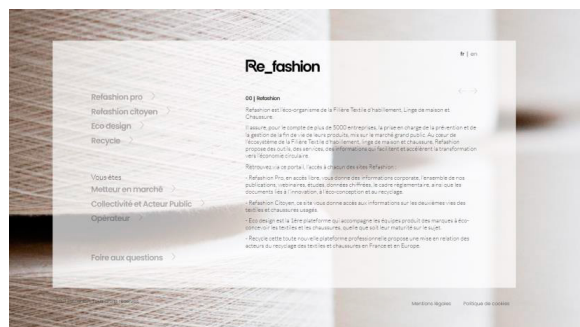 Re_fashion
fr | en
Refashion pro
Refashion citoyen
Eco design
Recycle
Vous êtes
Metteur en marché
Collectivité et Acteur Public
Opérateur
Foire aux questions
00 | Refashion
Refashion est l'éco-organisme de la Filière Textile d'habillement, Linge de maison et
Chaussure.
Il assure, pour le compte de plus de 5000 entreprises, la prise en charge de la prévention et de
la gestion de la fin de vie de leurs produits, mis sur le marché grand public. Au cœur de
l'écosystème de la Filière Textile d'habillement, linge de maison et chaussure, Refashion
propose des outils, des services, des informations qui facilitent et accélèrent la transformation
vers l'économie circulaire.
Retrouvez via ce portail, l'accès à chacun des sites Refashion :
- Refashion Pro, en accès libre, vous donne des informations corporate, l'ensemble de nos
publications, webinaires, études, données chiffrées, le cadre réglementaire, ainsi que les
documents liés à l'innovation, à l'éco-conception et au recyclage.
- Refashion Citoyen, ce site vous donne accès aux informations sur les deuxièmes vies des
textiles et chaussures usagés.
- Eco design est la 1ère plateforme qui accompagne les équipes produit des marques à éco-
concevoir les textiles et les chaussures, quelle que soit leur maturité sur le sujet.
- Recycle cette toute nouvelle plateforme professionnelle propose une mise en relation des
acteurs du recyclage des textiles et chaussures en France et en Europe.
Mentions légales
Politique de cookies